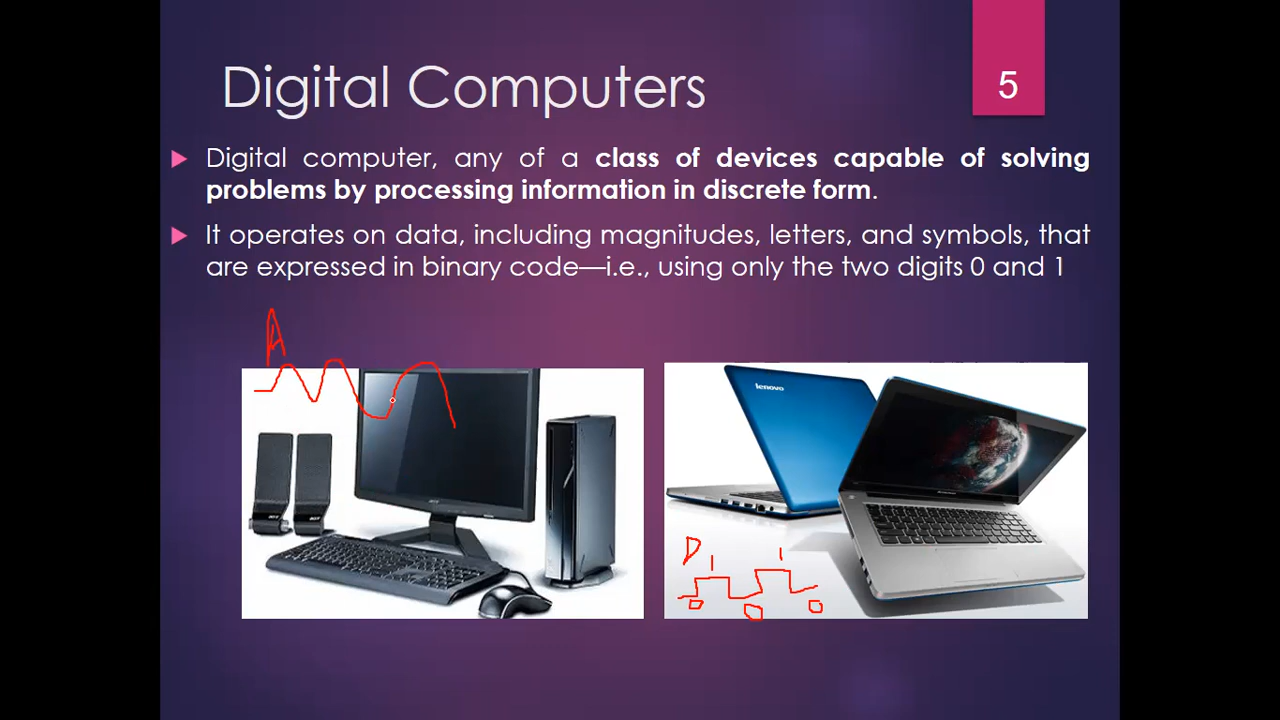 Digital Computers
5
Digital computer, any of a class of devices capable of solving
problems by processing information in discrete form.
It operates on data, including magnitudes, letters, and symbols, that
are expressed in binary code—i.e., using only the two digits 0 and 1
A
lenovo
D
1 1
0 0 0